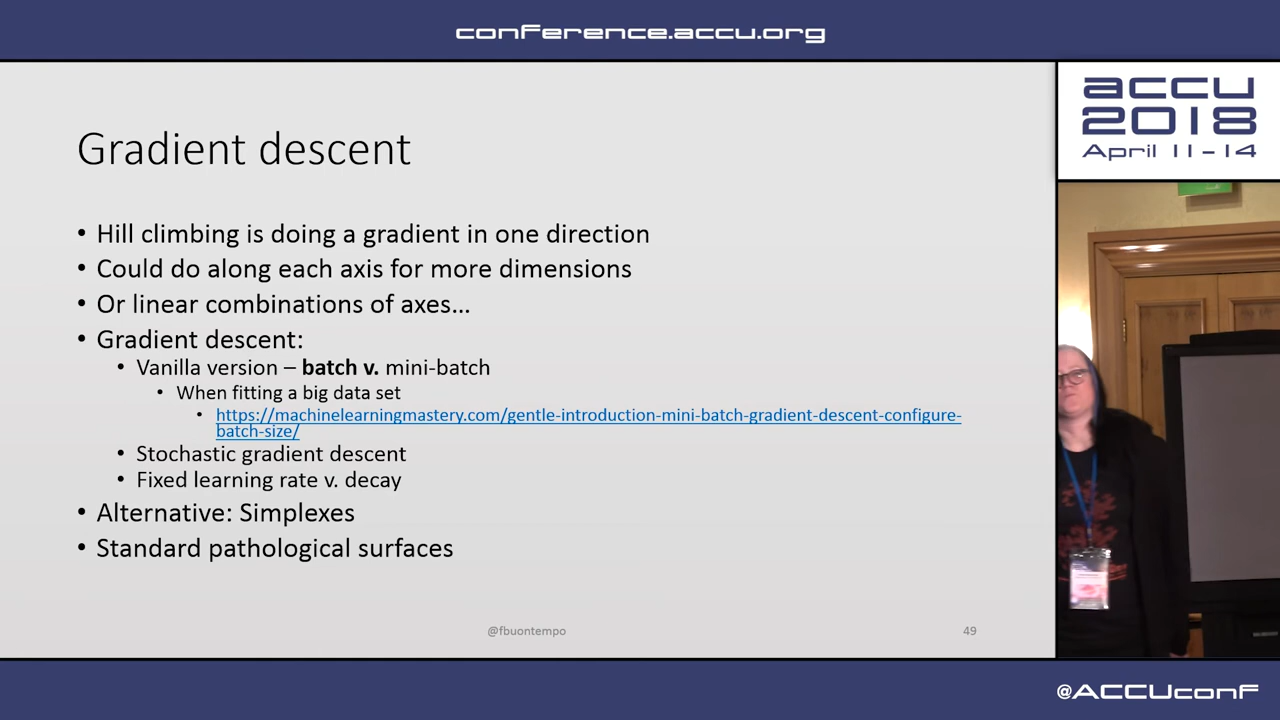 conference.accu.org
accu
2018
April 11-14
Gradient descent
• Hill climbing is doing a gradient in one direction
• Could do along each axis for more dimensions
• Or linear combinations of axes…
• Gradient descent:
• Vanilla version – batch v. mini-batch
• When fitting a big data set
• https://machinelearningmastery.com/gentle-introduction-mini-batch-gradient-descent-configure-
batch-size/
• Stochastic gradient descent
• Fixed learning rate v. decay
• Alternative: Simplexes
• Standard pathological surfaces
@fbuontempo
49
@ACCUconf